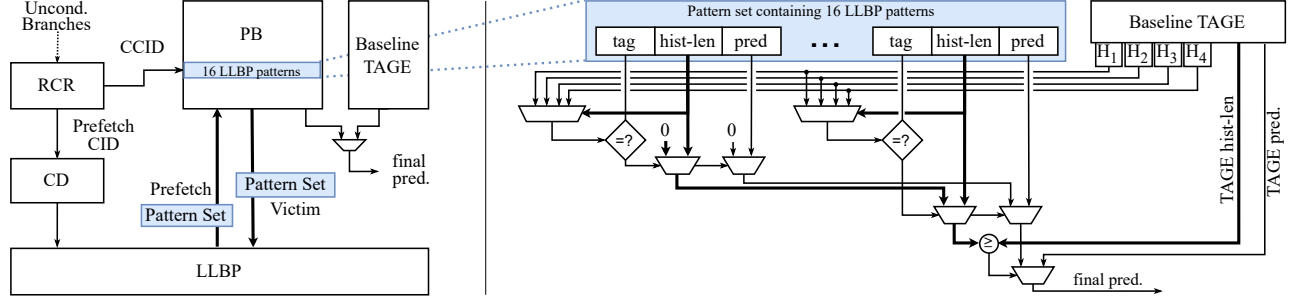 Uncond.
Branches
CCID
RCR
PB
16 LLBP patterns
Baseline
TAGE
Prefetch
CID
CD
final
pred.
Prefetch
Pattern Set
Pattern Set
Victim
LLBP
Pattern set containing 16 LLBP patterns
tag hist-len pred ... tag hist-len pred
Baseline TAGE
H1 H2 H3 H4
=? 0 0 =?
TAGE hist-len
TAGE pred.
≥
final pred.